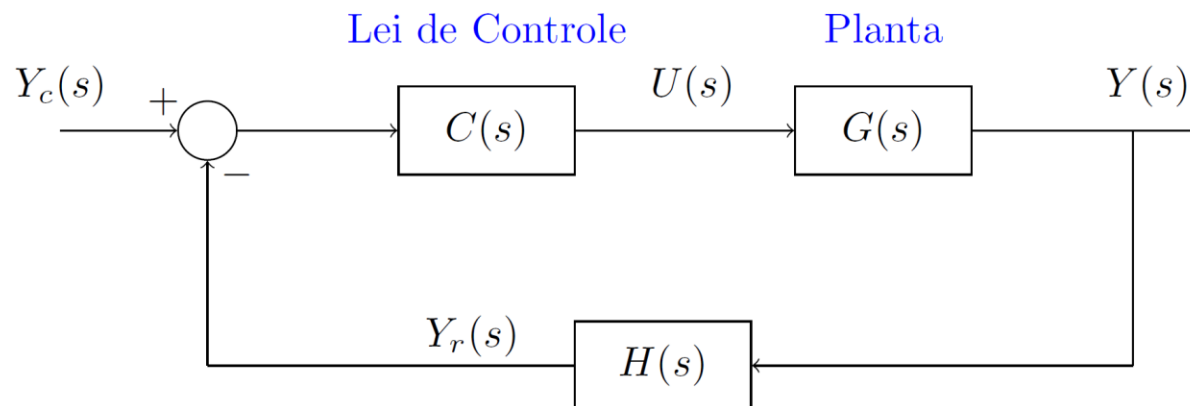 Lei de Controle Planta
Y_c(s) + U(s) Y(s)
C(s) G(s)
−
Y_r(s) H(s)